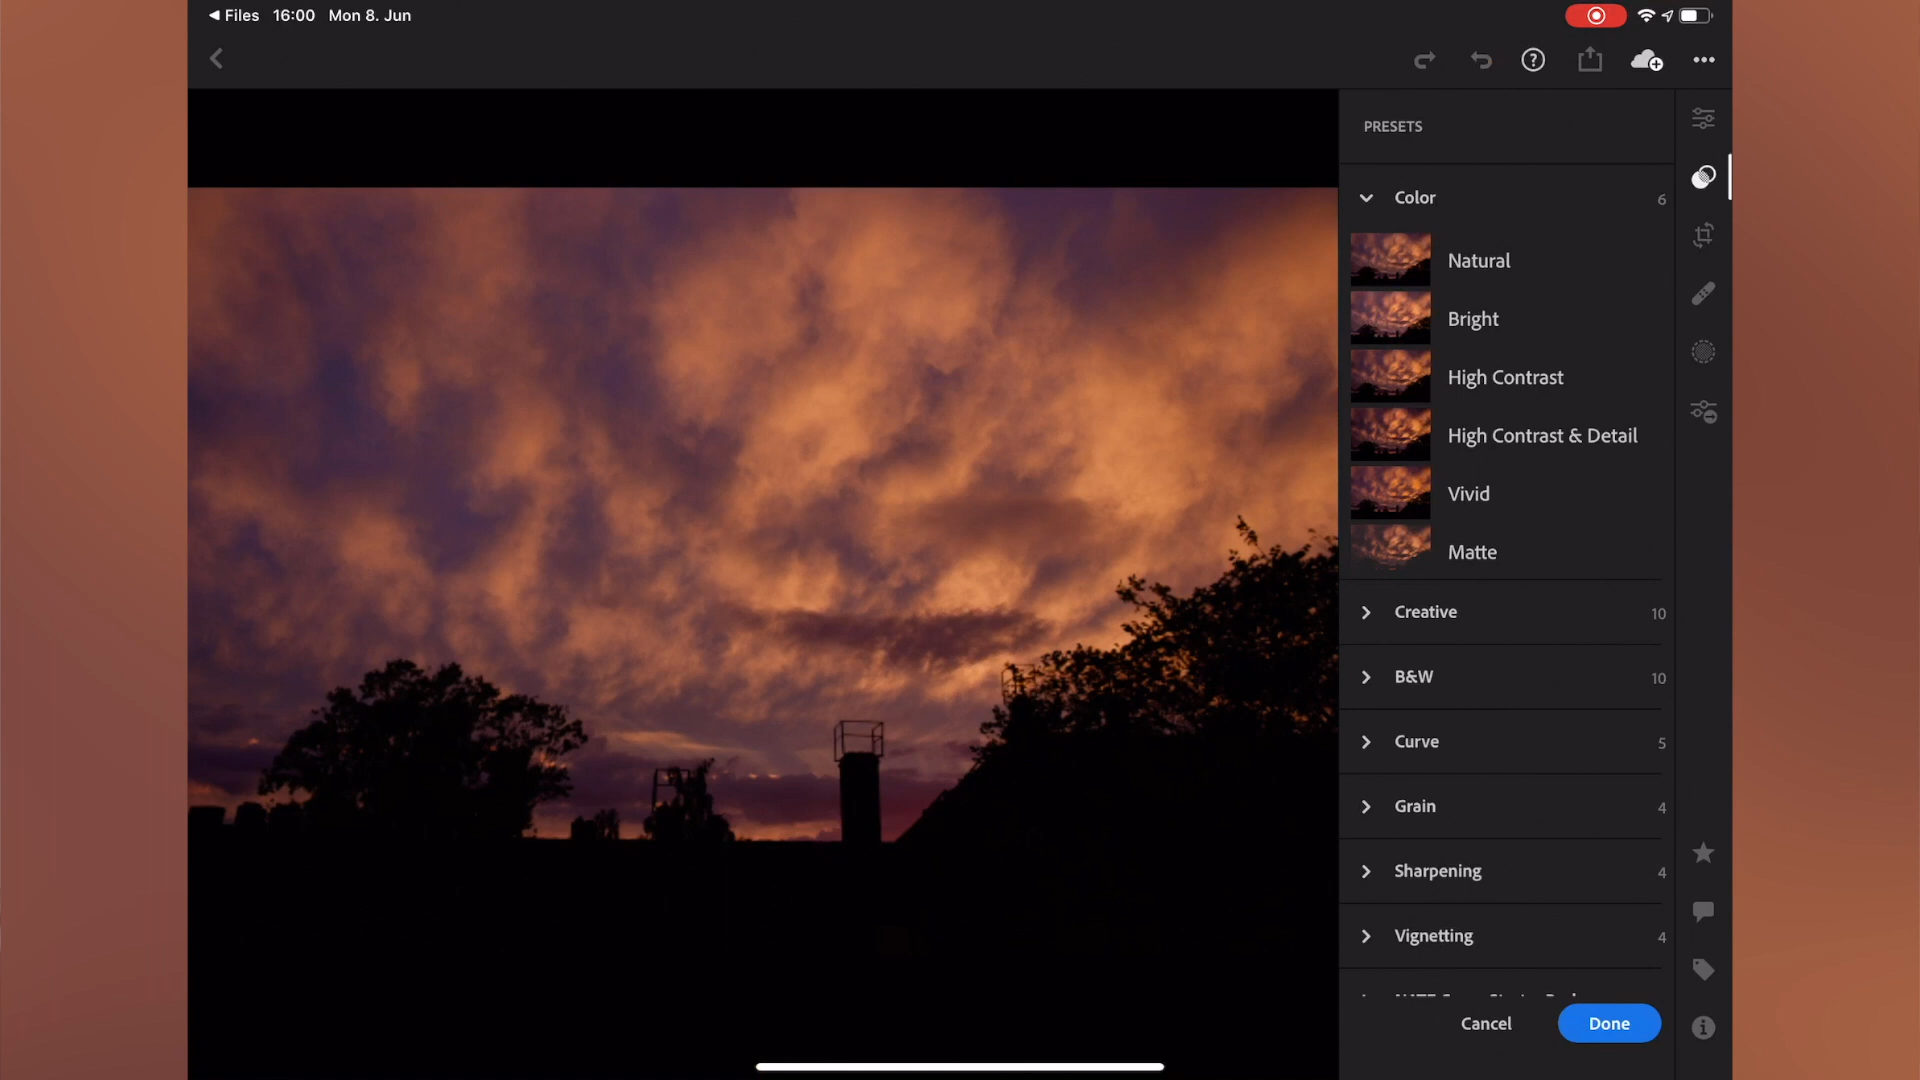 Files 16:00 Mon 8. Jun
PRESETS
Color 6
Natural
Bright
High Contrast
High Contrast & Detail
Vivid
Matte
Creative 10
B&W 10
Curve 5
Grain 4
Sharpening 4
Vignetting 4
Cancel Done